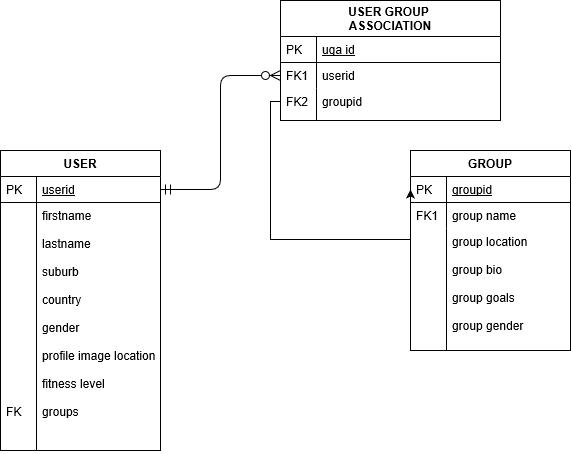 USER GROUP
ASSOCIATION
PK uga id
FK1 userid
FK2 groupid
USER
PK userid
firstname
lastname
suburb
country
gender
profile image location
fitness level
FK groups
GROUP
PK groupid
FK1 group name
group location
group bio
group goals
group gender